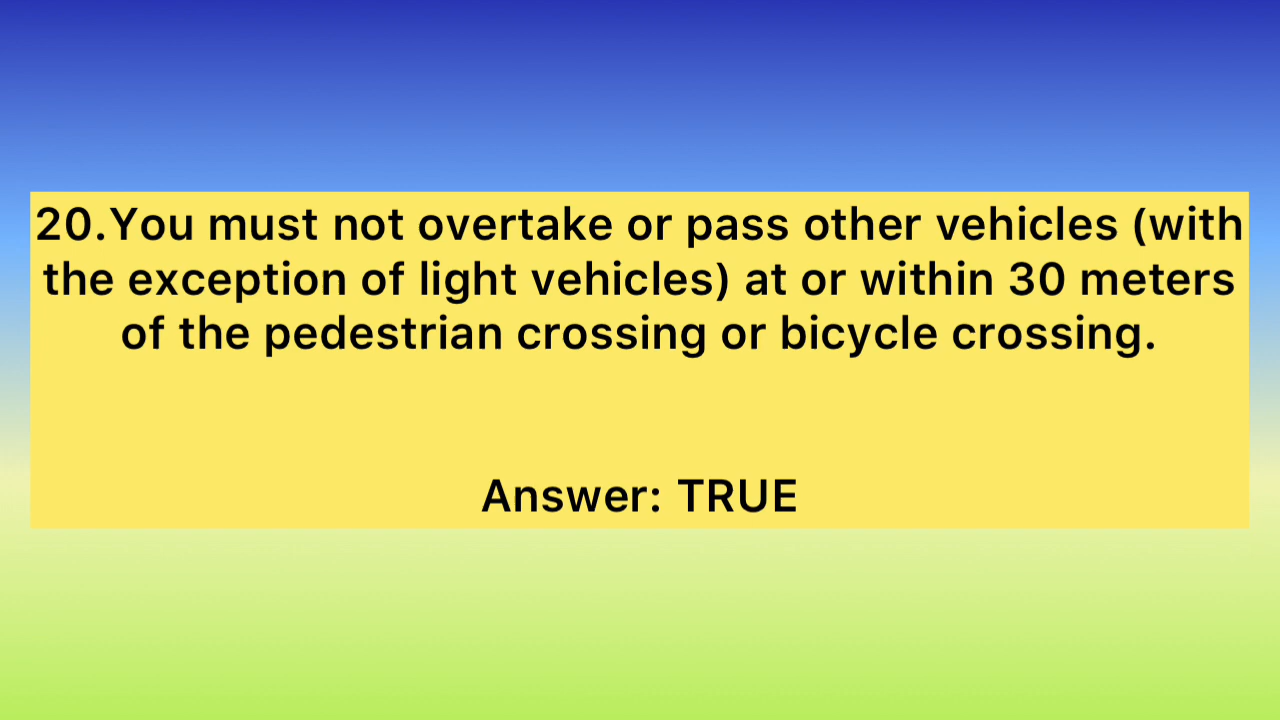 20.You must not overtake or pass other vehicles (with
the exception of light vehicles) at or within 30 meters
of the pedestrian crossing or bicycle crossing.
Answer: TRUE